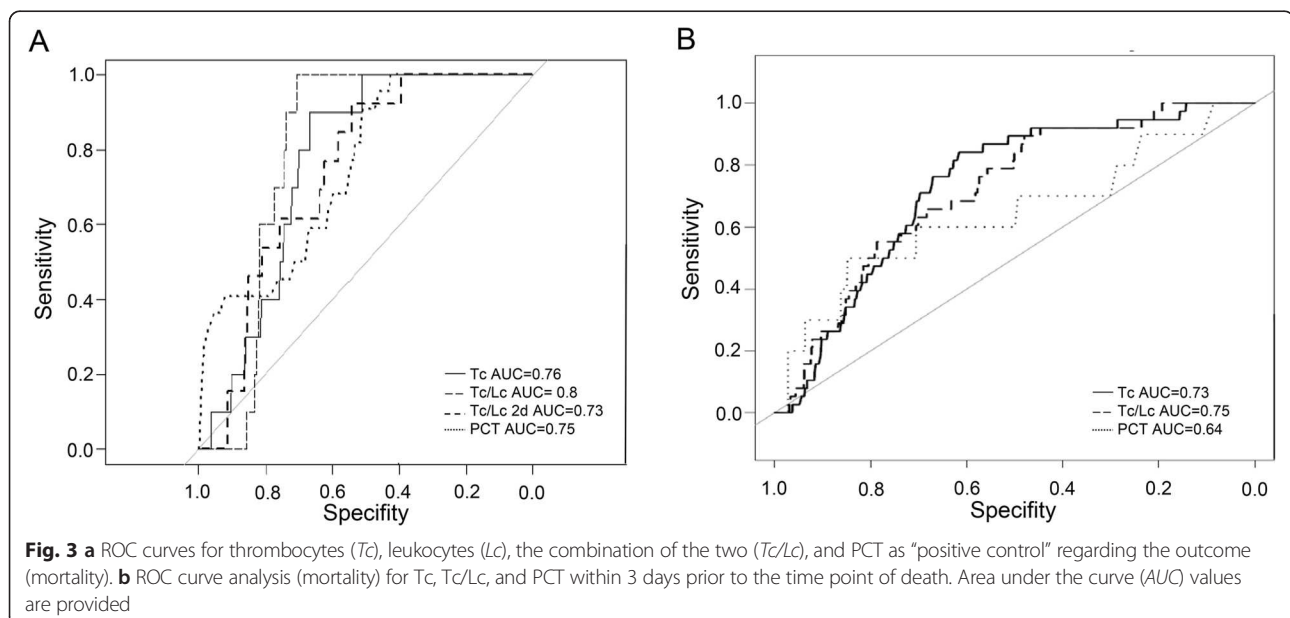 A
B
1.0
0.8
0.6
0.4
0.2
0.0
Sensitivity
Tc AUC=0.76
Tc/Lc AUC= 0.8
Tc/Lc 2d AUC=0.73
PCT AUC=0.75
1.0 0.8 0.6 0.4 0.2 0.0
Specifity
1.0
0.8
0.6
0.4
0.2
0.0
Sensitivity
Tc AUC=0.73
Tc/Lc AUC=0.75
PCT AUC=0.64
1.0 0.8 0.6 0.4 0.2 0.0
Specifity
Fig. 3 a ROC curves for thrombocytes (Tc), leukocytes (Lc), the combination of the two (Tc/Lc), and PCT as “positive control” regarding the outcome
(mortality). b ROC curve analysis (mortality) for Tc, Tc/Lc, and PCT within 3 days prior to the time point of death. Area under the curve (AUC) values
are provided